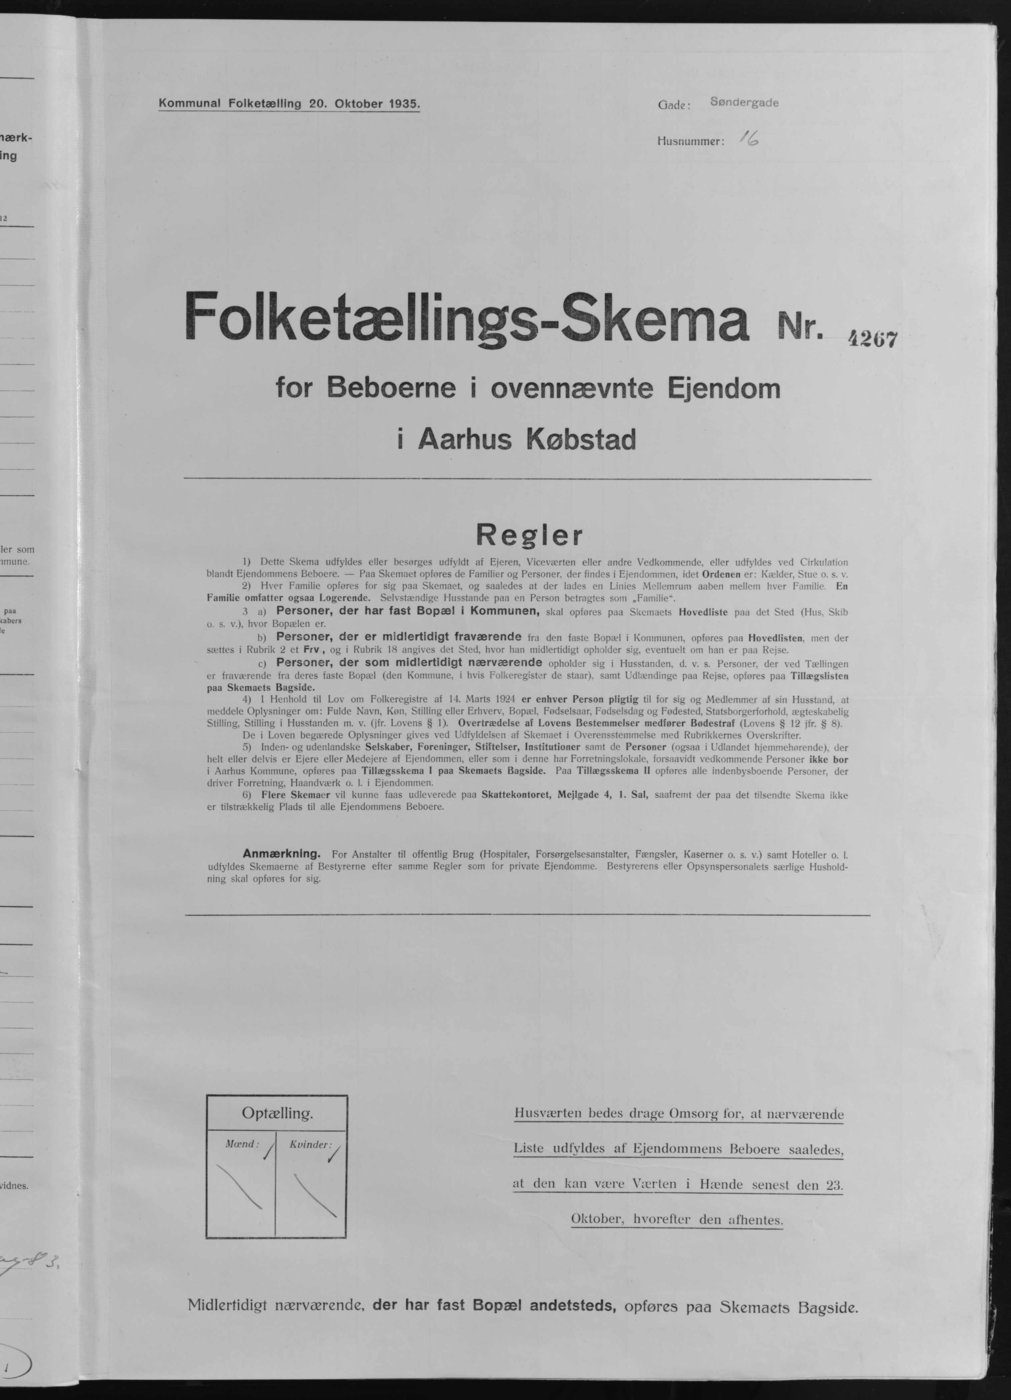 Kommunal Folketælling 20. Oktober 1935.
Gade: Søndergade
Husnummer: 16
Folketællings-Skema Nr. 4267
for Beboerne i ovennævnte Ejendom
i Aarhus Købstad
Regler
1) Dette Skema udfyldes eller besørges udfyldt af Ejeren, Viceværten eller andre Vedkommende, eller udfyldes ved Cirkulation
blandt Ejendommens Beboere. — Paa Skemaet opføres de Familier og Personer, der findes i Ejendommen, idet Ordenen er: Kælder, Stue o. s. v.
2) Hver Familie opføres for sig paa Skemaet, og saaledes at der lades en Linies Mellemrum aaben mellem hver Familie. En
Familie omfatter ogsaa Logerende. Selvstændige Husstande paa en Person betragtes som „Familie“.
3 a) Personer, der har fast Bopæl i Kommunen, skal opføres paa Skemaets Hovedliste paa det Sted (Hus, Skib
o. s. v.), hvor Bopælen er.
b) Personer, der er midlertidigt fraværende fra den faste Bopæl i Kommunen, opføres paa Hovedlisten, men der
sættes i Rubrik 2 et Frv., og i Rubrik 18 angives det Sted, hvor han midlertidigt opholder sig, eventuelt om han er paa Rejse.
c) Personer, der som midlertidigt nærværende opholder sig i Husstanden, d. v. s. Personer, der ved Tællingen
er fraværende fra deres faste Bopæl (den Kommune, i hvis Folkeregister de staar), samt Udlændinge paa Rejse, opføres paa Tillægslisten
paa Skemaets Bagside.
4) I Henhold til Lov om Folkeregistre af 14. Marts 1924 er enhver Person pligtig til for sig og Medlemmer af sin Husstand, at
meddele Oplysninger om: Fulde Navn, Køn, Stilling eller Erhverv, Bopæl, Fødselsaar, Fødselsdag og Fødested, Statsborgerforhold, ægteskabelig
Stilling, Stilling i Husstanden m. v. (jfr. Lovens § 1). Overtrædelse af Lovens Bestemmelser medfører Bødestraf (Lovens § 12 jfr. § 8).
De i Loven begærede Oplysninger gives ved Udfyldelsen af Skemaet i Overensstemmelse med Rubrikkernes Overskrifter.
5) Inden- og udenlandske Selskaber, Foreninger, Stiftelser, Institutioner samt de Personer (ogsaa i Udlandet hjemmehørende), der
helt eller delvis er Ejere eller Medejere af Ejendommen, eller som i denne har Forretningslokale, forsaavidt vedkommende Personer ikke bor
i Aarhus Kommune, opføres paa Tillægsskema I paa Skemaets Bagside. Paa Tillægsskema II opføres alle indenbysboende Personer, der
driver Forretning, Haandværk o. l. i Ejendommen.
6) Flere Skemaer vil kunne faas udleverede paa Skattekontoret, Mejlgade 4, 1. Sal, saafremt der paa det tilsendte Skema ikke
er tilstrækkelig Plads til alle Ejendommens Beboere.
Anmærkning. For Anstalter til offentlig Brug (Hospitaler, Forsørgelsesanstalter, Fængsler, Kaserner o. s. v.) samt Hoteller o. l.
udfyldes Skemaerne af Bestyrerne efter samme Regler som for private Ejendomme. Bestyrerens eller Opsynspersonalets særlige Hushold-
ning skal opføres for sig.
Optælling.
Mænd: Kvinder:
Husværten bedes drage Omsorg for, at nærværende
Liste udfyldes af Ejendommens Beboere saaledes,
at den kan være Værten i Hænde senest den 23.
Oktober, hvorefter den afhentes.
Midlertidigt nærværende, der har fast Bopæl andetsteds, opføres paa Skemaets Bagside.